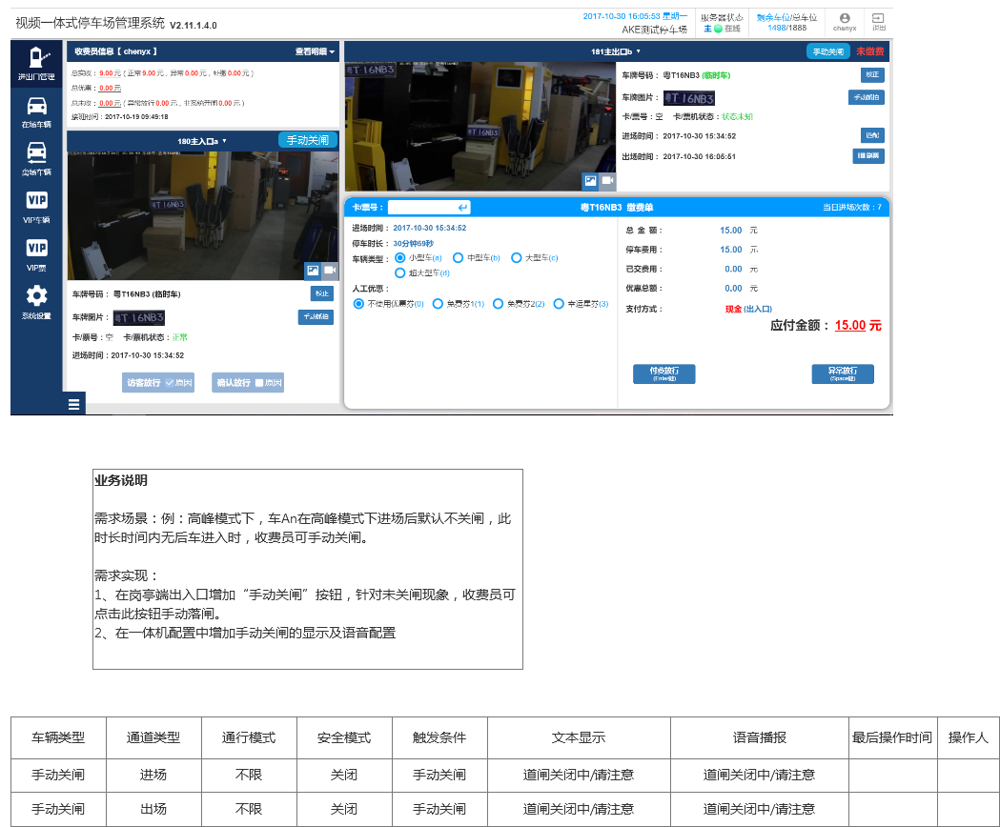 视频一体式停车场管理系统 V2.11.1.4.0
2017-10-30 16:05:53 星期一
AKE测试停车场
服务器状态
主 在线
剩余车位/总车位
1498/1888
chenyx
退出
进出口管理
在场车辆
离场车辆
VIP车辆
VIP票
系统设置
收费员信息【 chenyx 】 查看明细
总实收：9.00元 ( 正常 9.00元，异常 0.00元，补缴 0.00元 )
总优惠：0.00元
总未收：0.00元 ( 异常放行 0.00元，非系统开闸 0.00元 )
接班时间：2017-10-19 09:49:18
180主入口a 手动关闸
粤T 16NB3
车牌号码：粤T16NB3 (临时车) 校正
车牌图片：粤T·16NB3 手动抓拍
卡/票号：空 卡/票机状态：正常
进场时间：2017-10-30 15:34:52
访客放行 原因 确认放行 原因
181主出口b 手动关闸 未缴费
粤T 16NB3
粤T 16NB3
车牌号码：粤T16NB3 (临时车) 校正
车牌图片：粤T 16NB3 手动抓拍
卡/票号：空 卡/票机状态：状态未知
进场时间：2017-10-30 15:34:52 匹配
出场时间：2017-10-30 16:05:51
卡/票号： 粤T16NB3 缴费单 当日进场次数：7
进场时间：2017-10-30 15:34:52
停车时长：30分钟59秒
车辆类型： 小型车(a) 中型车(b) 大型车(c)
超大型车(d)
人工优惠：
不使用优惠券(0) 免费券1(1) 免费券2(2) 幸运星券(3)
总 金 额： 15.00 元
停车费用： 15.00 元
已交费用： 0.00 元
优惠总额： 0.00 元
支付方式： 现金 (出入口)
应付金额：15.00 元
付费放行
(Enter键)
异常放行
(Space键)
业务说明
需求场景：例：高峰模式下，车An在高峰模式下进场后默认不关闸，此
时长时间内无后车进入时，收费员可手动关闸。
需求实现：
1、在岗亭端出入口增加“手动关闸”按钮，针对未关闸现象，收费员可
点击此按钮手动落闸。
2、在一体机配置中增加手动关闸的显示及语音配置
车辆类型 通道类型 通行模式 安全模式 触发条件 文本显示 语音播报 最后操作时间 操作人
手动关闸 进场 不限 关闭 手动关闸 道闸关闭中/请注意 道闸关闭中/请注意
手动关闸 出场 不限 关闭 手动关闸 道闸关闭中/请注意 道闸关闭中/请注意